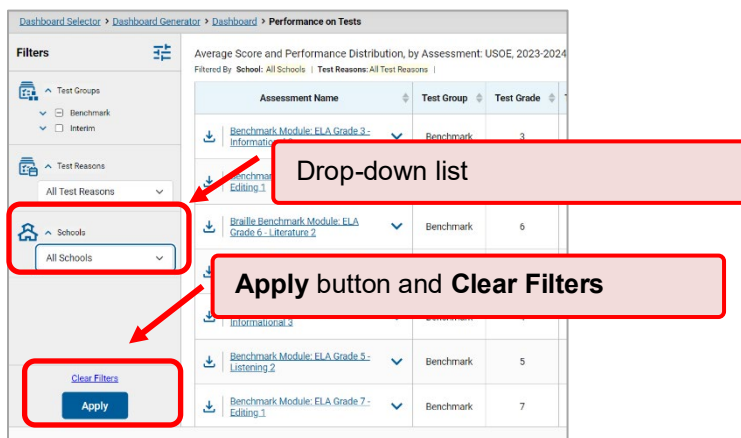 Dashboard Selector > Dashboard Generator > Dashboard > Performance on Tests
Filters
Test Groups
Benchmark
Interim
Test Reasons
All Test Reasons
Schools
All Schools
Clear Filters
Apply
Average Score and Performance Distribution, by Assessment: USOE, 2023-2024
Filtered By School: All Schools | Test Reasons: All Test Reasons |
Assessment Name Test Group Test Grade
Benchmark Module: ELA Grade 3 -
Benchmark 3
Editing 1
Drop-down list
Braille Benchmark Module: ELA
Grade 6 - Literature 2
Benchmark 6
Apply button and Clear Filters
Informational 3
Benchmark Module: ELA Grade 5 -
Listening 2
Benchmark 5
Benchmark Module: ELA Grade 7 -
Editing 1
Benchmark 7